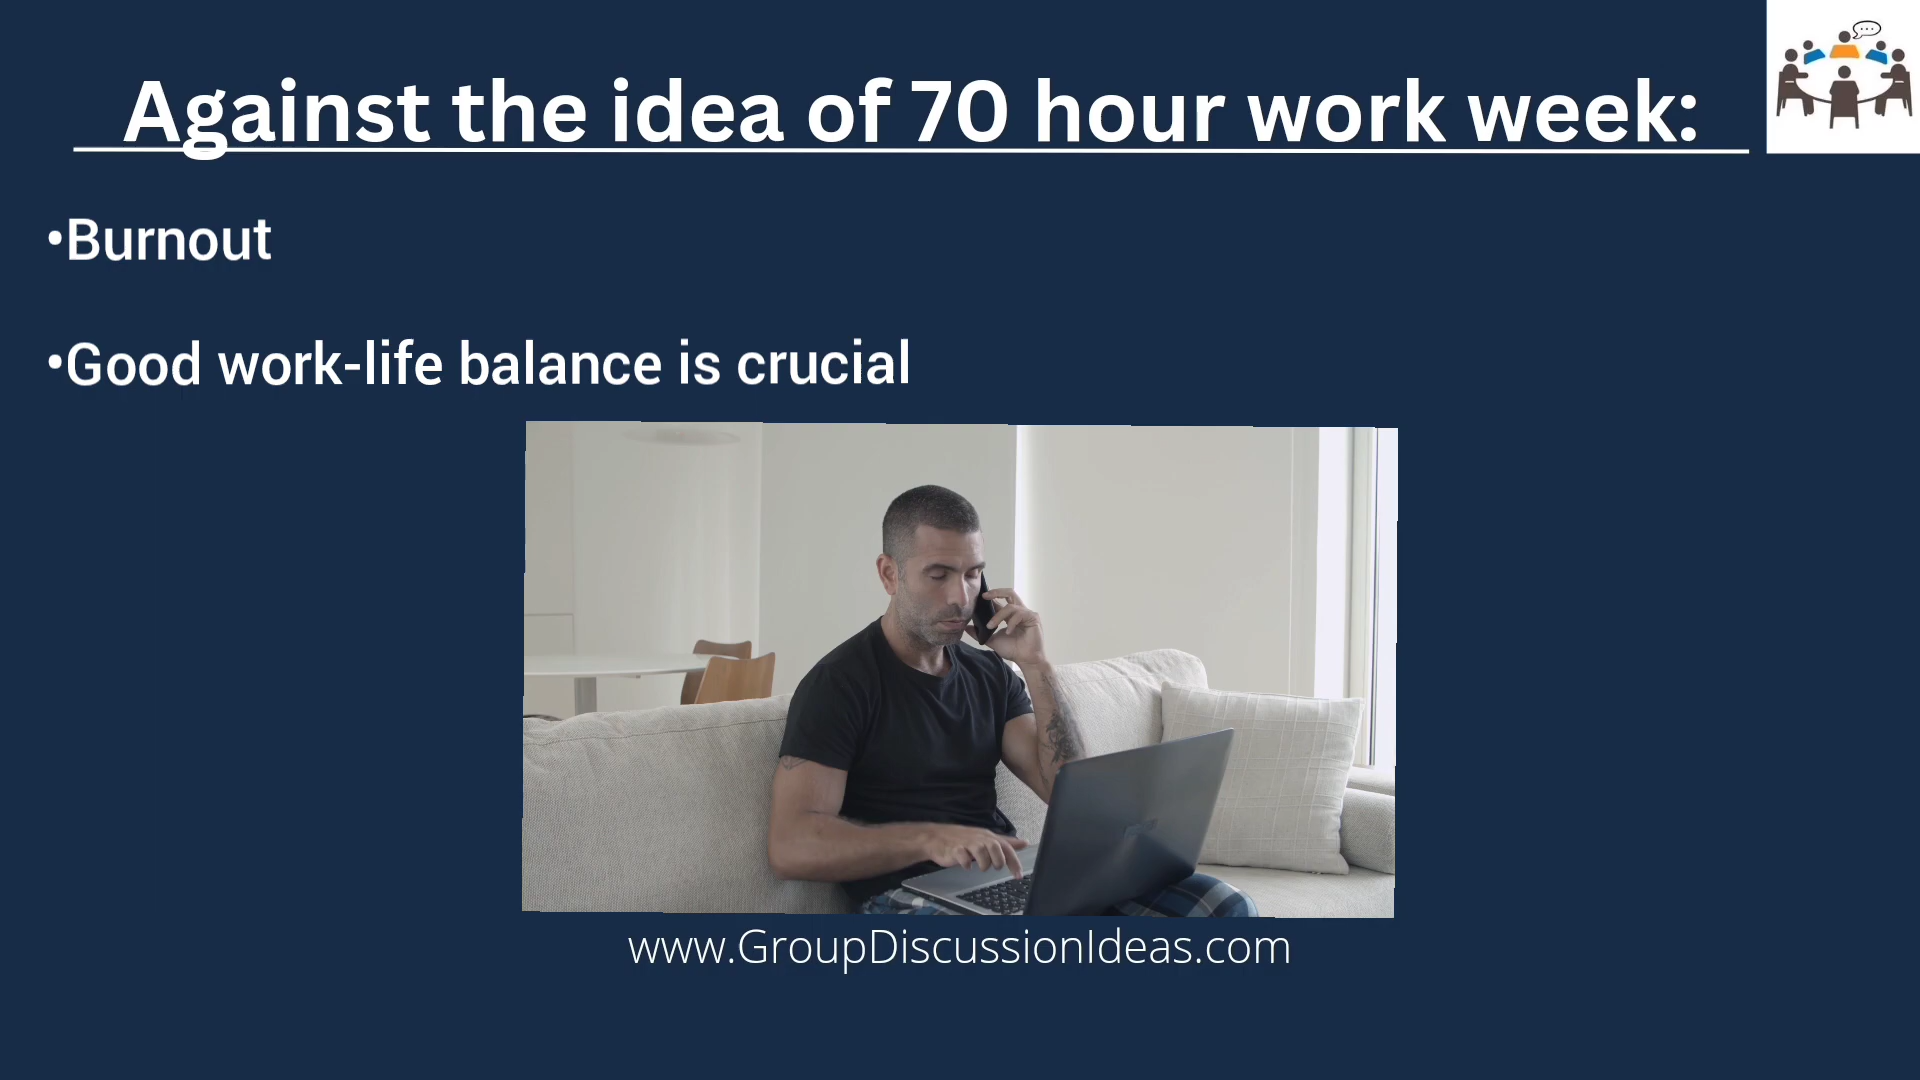 Against the idea of 70 hour work week:
•Burnout
•Good work-life balance is crucial
www.GroupDiscussionIdeas.com